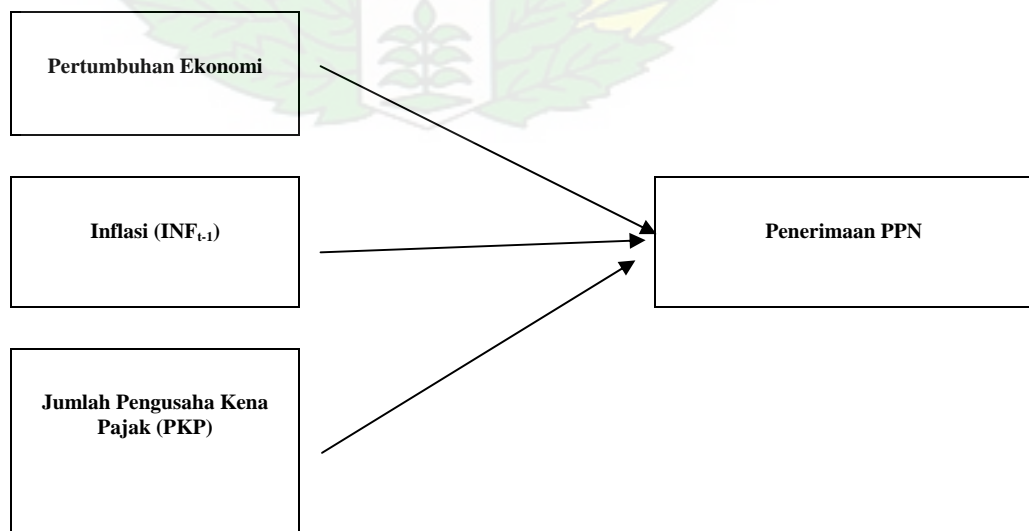 Pertumbuhan Ekonomi
Inflasi (INFt-1)
Penerimaan PPN
Jumlah Pengusaha Kena
Pajak (PKP)